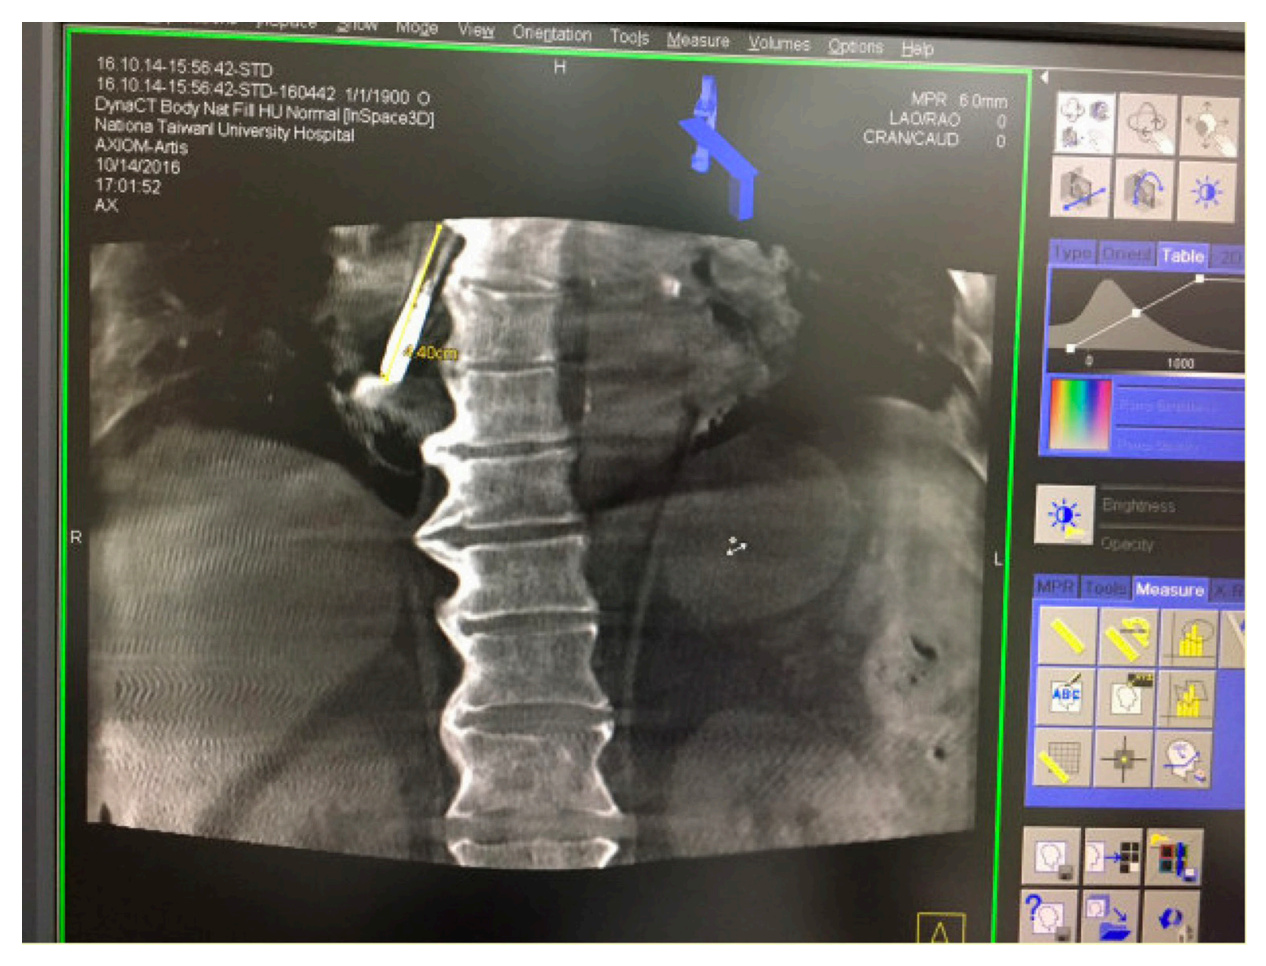 Show Mode View Orientation Tools Measure Volumes Options Help
16.10.14-15:56:42-STD
16.10.14-15:56:42-STD-160442 1/1/1900 O
DynaCT Body Nat Fill HU Normal [InSpace3D]
Nationa Taiwanl University Hospital
AXIOM-Artis
10/14/2016
17:01:52
AX
H
MPR 6.0mm
LAO/RAO 0
CRAN/CAUD 0
Type Orient Table 2D
0 1000
4.40cm
R
L
Brightness
Opacity
MPR Tools Measure X-R
ABC
?
A